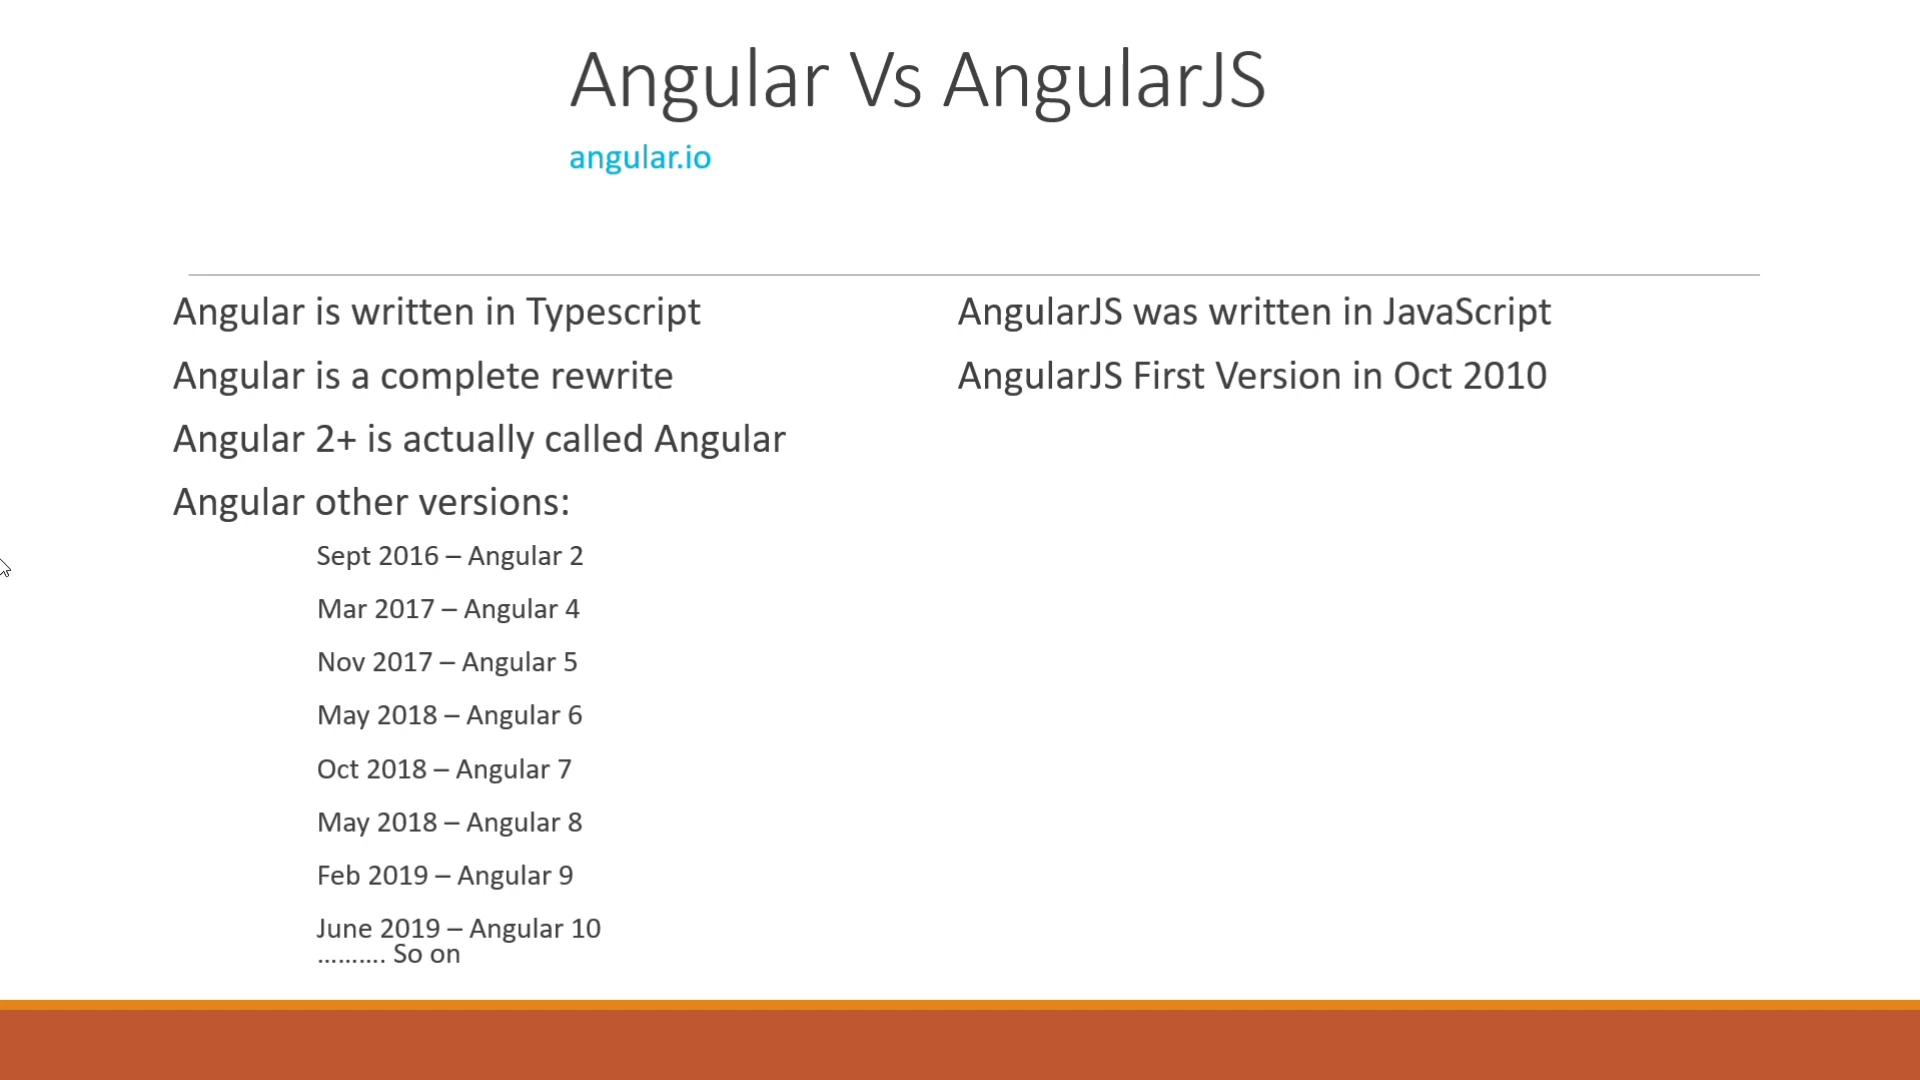 Angular Vs AngularJS
angular.io
Angular is written in Typescript
Angular is a complete rewrite
Angular 2+ is actually called Angular
Angular other versions:
Sept 2016 – Angular 2
Mar 2017 – Angular 4
Nov 2017 – Angular 5
May 2018 – Angular 6
Oct 2018 – Angular 7
May 2018 – Angular 8
Feb 2019 – Angular 9
June 2019 – Angular 10
………. So on
AngularJS was written in JavaScript
AngularJS First Version in Oct 2010